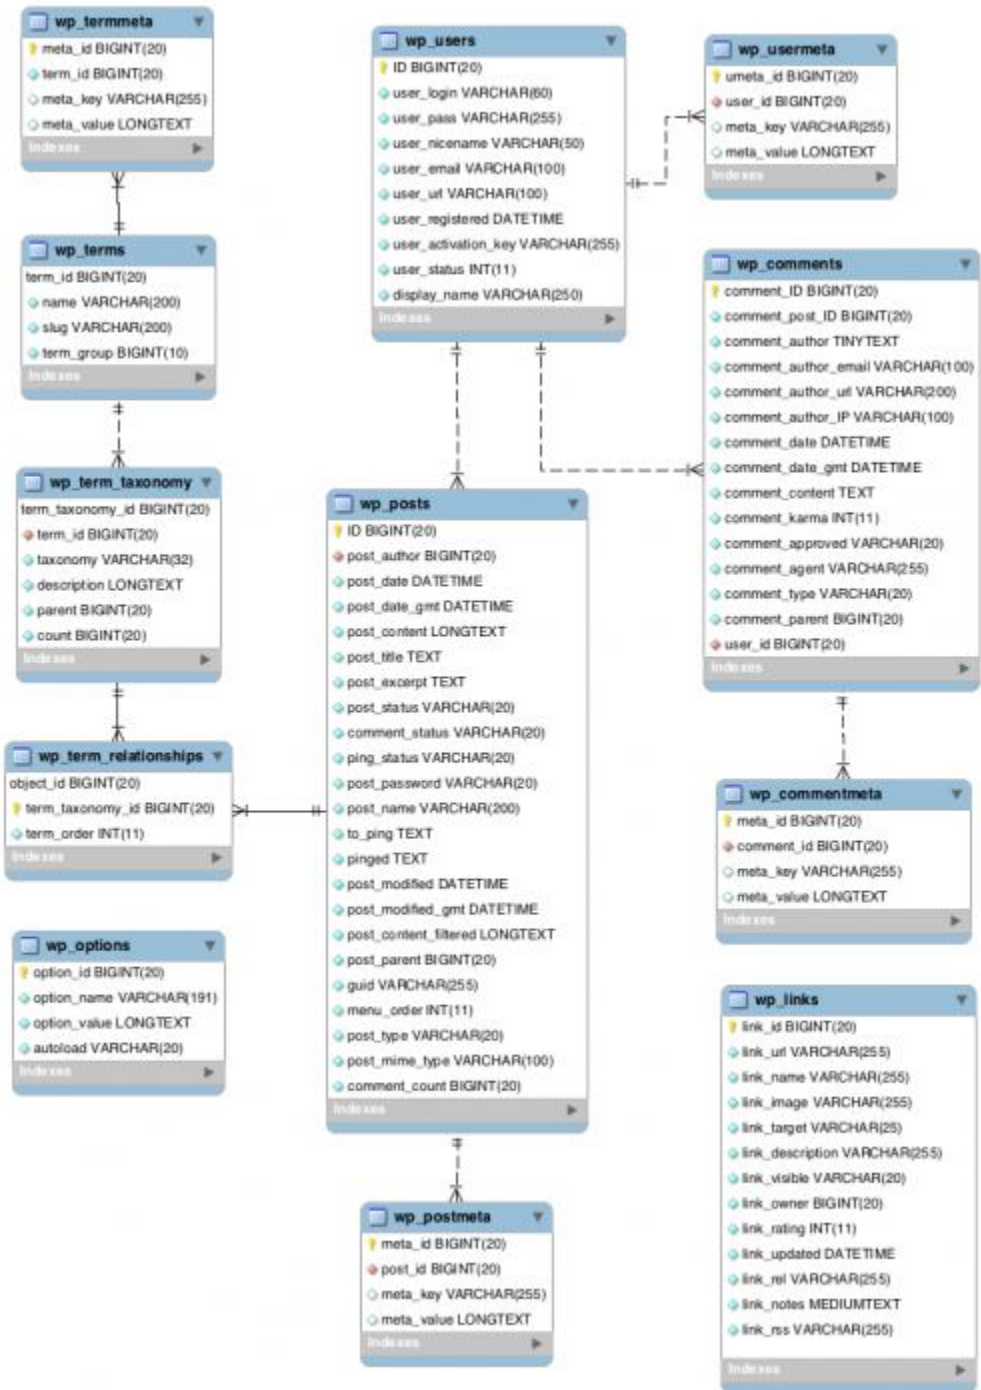 wp_termmeta
meta_id BIGINT(20)
term_id BIGINT(20)
meta_key VARCHAR(255)
meta_value LONGTEXT
Indexes
wp_terms
term_id BIGINT(20)
name VARCHAR(200)
slug VARCHAR(200)
term_group BIGINT(10)
Indexes
wp_term_taxonomy
term_taxonomy_id BIGINT(20)
term_id BIGINT(20)
taxonomy VARCHAR(32)
description LONGTEXT
parent BIGINT(20)
count BIGINT(20)
Indexes
wp_term_relationships
object_id BIGINT(20)
term_taxonomy_id BIGINT(20)
term_order INT(11)
Indexes
wp_options
option_id BIGINT(20)
option_name VARCHAR(191)
option_value LONGTEXT
autoload VARCHAR(20)
Indexes
wp_users
ID BIGINT(20)
user_login VARCHAR(60)
user_pass VARCHAR(255)
user_nicename VARCHAR(50)
user_email VARCHAR(100)
user_url VARCHAR(100)
user_registered DATETIME
user_activation_key VARCHAR(255)
user_status INT(11)
display_name VARCHAR(250)
Indexes
wp_posts
ID BIGINT(20)
post_author BIGINT(20)
post_date DATETIME
post_date_gmt DATETIME
post_content LONGTEXT
post_title TEXT
post_excerpt TEXT
post_status VARCHAR(20)
comment_status VARCHAR(20)
ping_status VARCHAR(20)
post_password VARCHAR(20)
post_name VARCHAR(200)
to_ping TEXT
pinged TEXT
post_modified DATETIME
post_modified_gmt DATETIME
post_content_filtered LONGTEXT
post_parent BIGINT(20)
guid VARCHAR(255)
menu_order INT(11)
post_type VARCHAR(20)
post_mime_type VARCHAR(100)
comment_count BIGINT(20)
Indexes
wp_postmeta
meta_id BIGINT(20)
post_id BIGINT(20)
meta_key VARCHAR(255)
meta_value LONGTEXT
Indexes
wp_usermeta
umeta_id BIGINT(20)
user_id BIGINT(20)
meta_key VARCHAR(255)
meta_value LONGTEXT
Indexes
wp_comments
comment_ID BIGINT(20)
comment_post_ID BIGINT(20)
comment_author TINYTEXT
comment_author_email VARCHAR(100)
comment_author_url VARCHAR(200)
comment_author_IP VARCHAR(100)
comment_date DATETIME
comment_date_gmt DATETIME
comment_content TEXT
comment_karma INT(11)
comment_approved VARCHAR(20)
comment_agent VARCHAR(255)
comment_type VARCHAR(20)
comment_parent BIGINT(20)
user_id BIGINT(20)
Indexes
wp_commentmeta
meta_id BIGINT(20)
comment_id BIGINT(20)
meta_key VARCHAR(255)
meta_value LONGTEXT
Indexes
wp_links
link_id BIGINT(20)
link_url VARCHAR(255)
link_name VARCHAR(255)
link_image VARCHAR(255)
link_target VARCHAR(25)
link_description VARCHAR(255)
link_visible VARCHAR(20)
link_owner BIGINT(20)
link_rating INT(11)
link_updated DATETIME
link_rel VARCHAR(255)
link_notes MEDIUMTEXT
link_rss VARCHAR(255)
Indexes